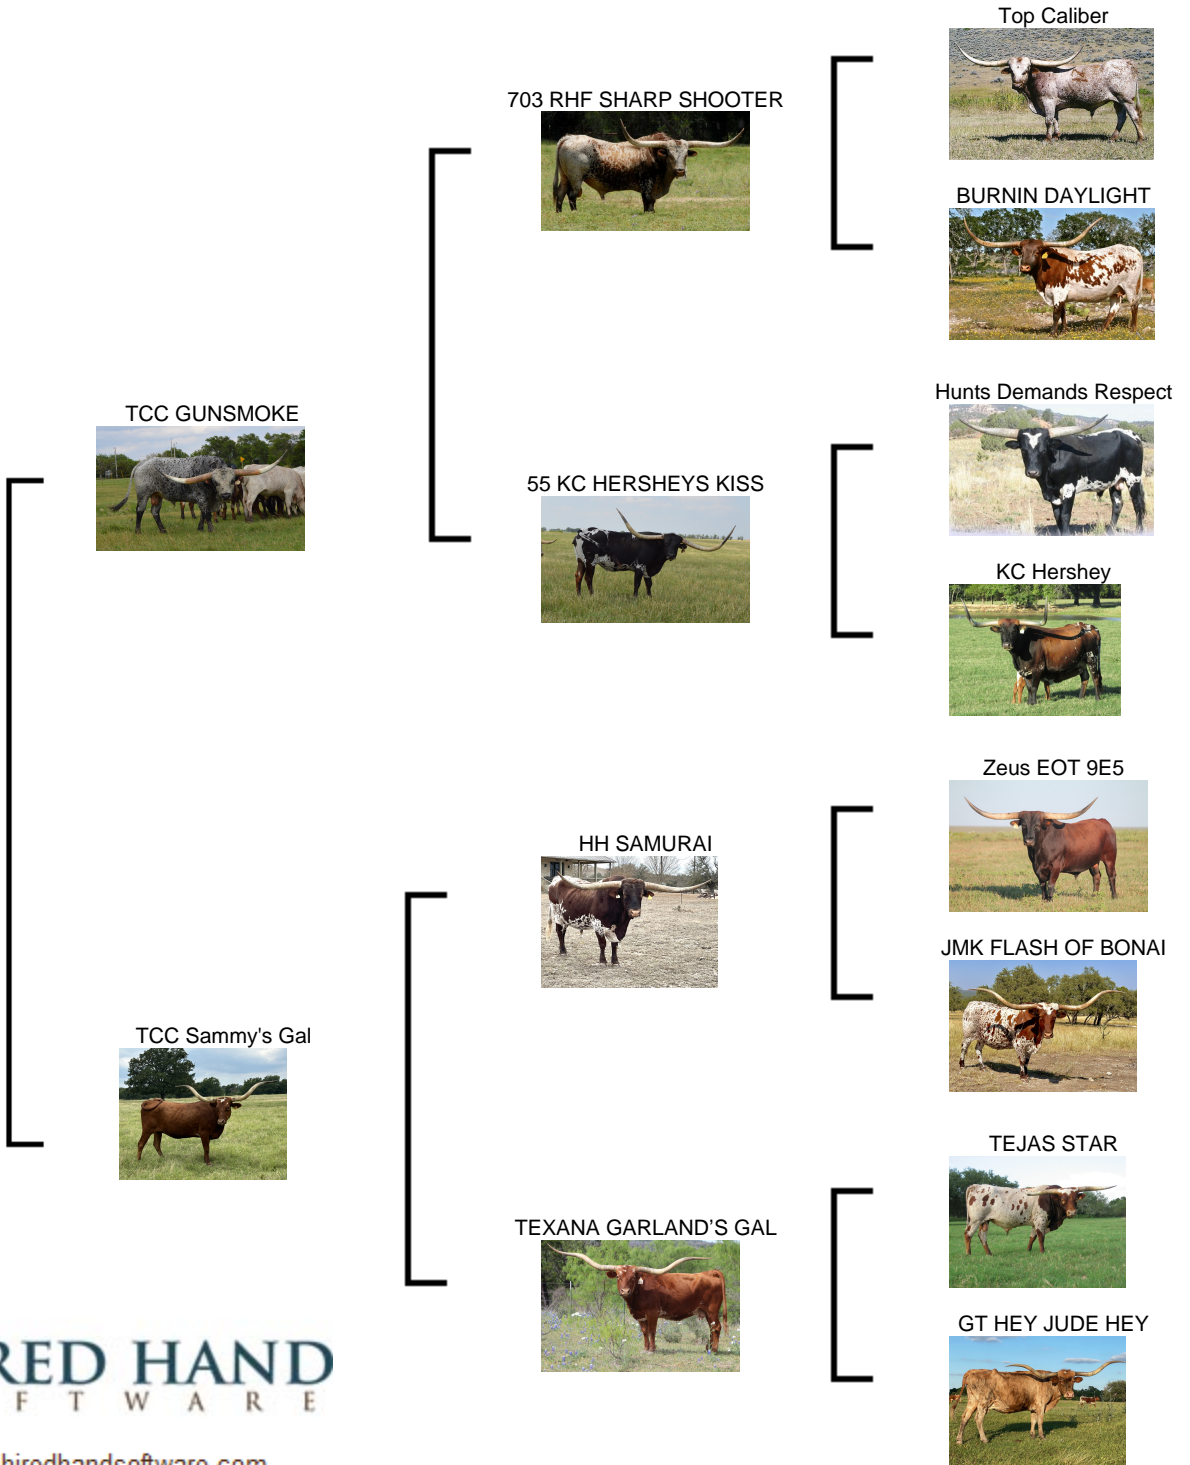 Top Caliber
703 RHF SHARP SHOOTER
BURNIN DAYLIGHT
TCC GUNSMOKE
Hunts Demands Respect
55 KC HERSHEYS KISS
KC Hershey
Zeus EOT 9E5
HH SAMURAI
JMK FLASH OF BONAI
TCC Sammy's Gal
TEJAS STAR
TEXANA GARLAND'S GAL
GT HEY JUDE HEY
RED HAND
F T W A R E
hiredhandsoftware.com